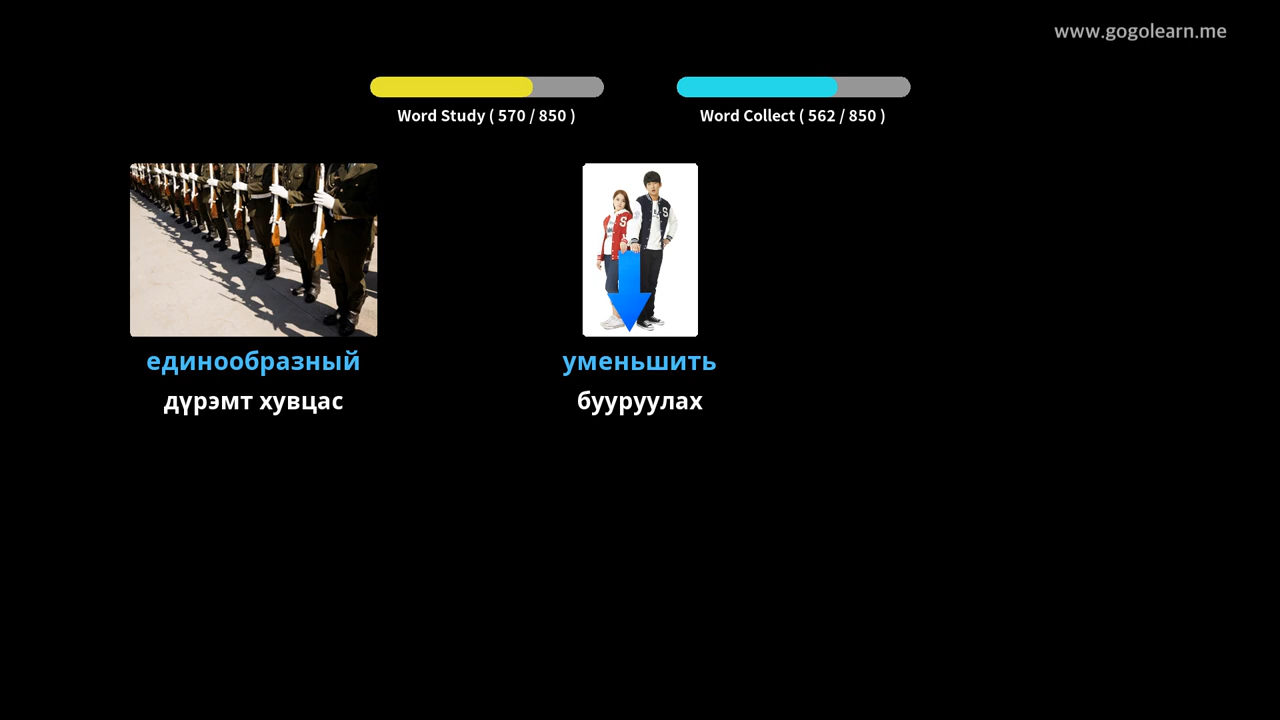 www.gogolearn.me
Word Study ( 570 / 850 )
Word Collect ( 562 / 850 )
единообразный
дүрэмт хувцас
уменьшить
бууруулах